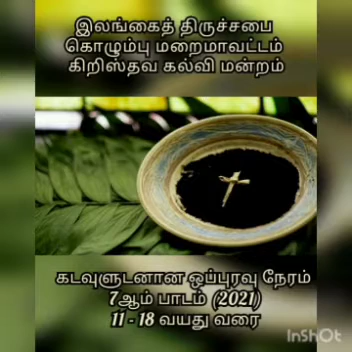 இலங்கைத் திருச்சபை
கொழும்பு மறைமாவட்டம்
கிறிஸ்தவ கல்வி மன்றம்
கடவுளுடனான ஒப்புரவு நேரம்
7ஆம் பாடம் (2021)
11 - 18 வயது வரை
InShOt